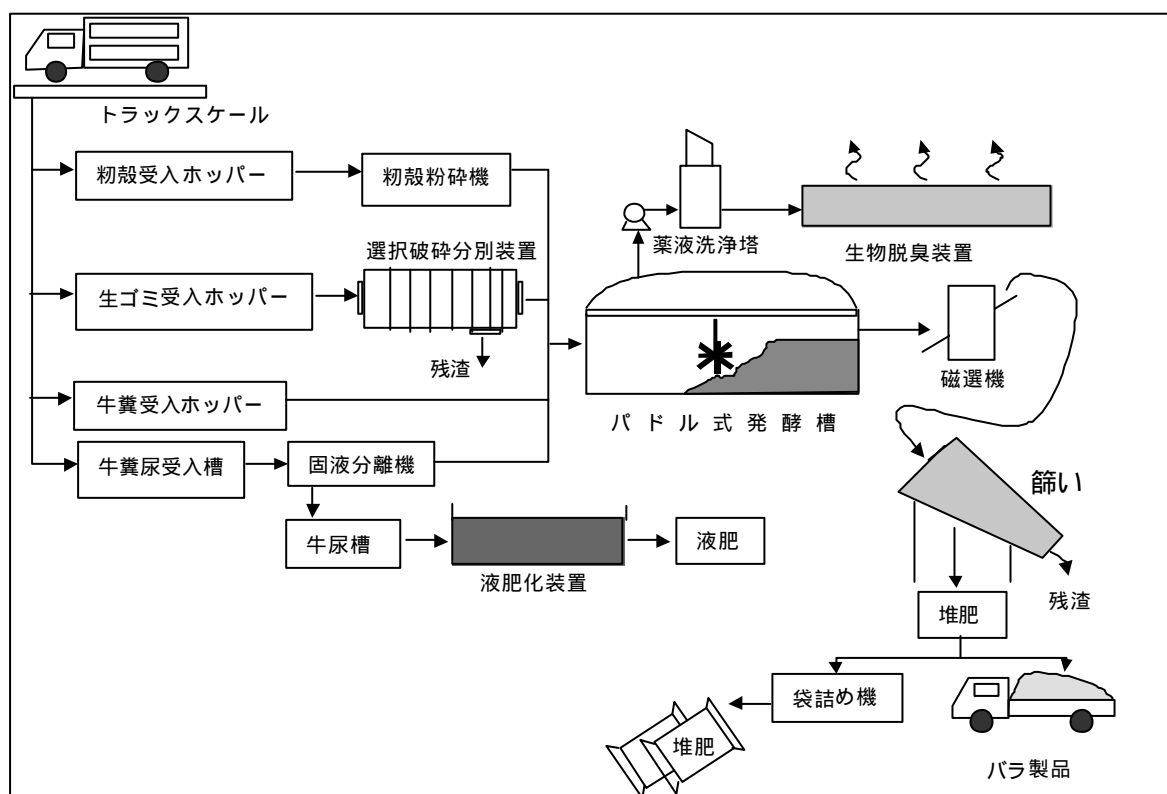 トラックスケール
籾殻受入ホッパー
籾殻粉砕機
薬液洗浄塔
生物脱臭装置
選択破砕分別装置
生ゴミ受入ホッパー
残渣
磁選機
牛糞受入ホッパー
パドル式発酵槽
牛糞尿受入槽
固液分離機
篩い
牛尿槽
液肥
液肥化装置
残渣
堆肥
袋詰め機
堆肥
バラ製品